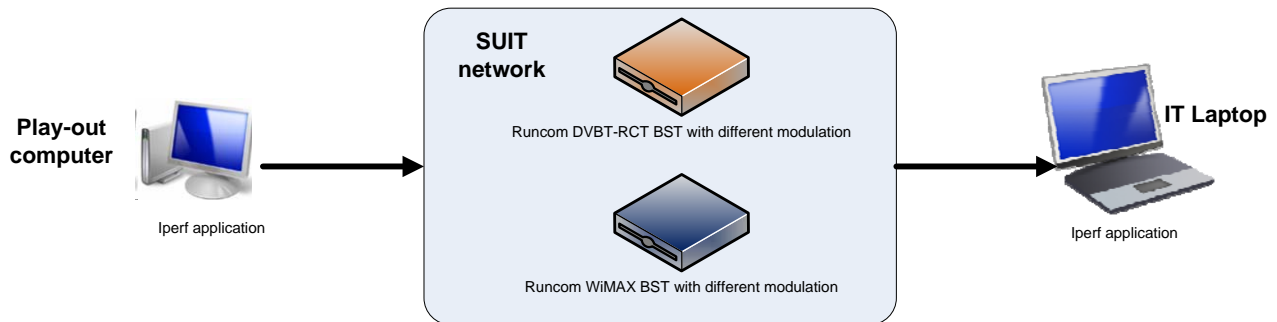 Play-out
computer
Iperf application
SUIT
network
Runcom DVBT-RCT BST with different modulation
Runcom WiMAX BST with different modulation
IT Laptop
Iperf application